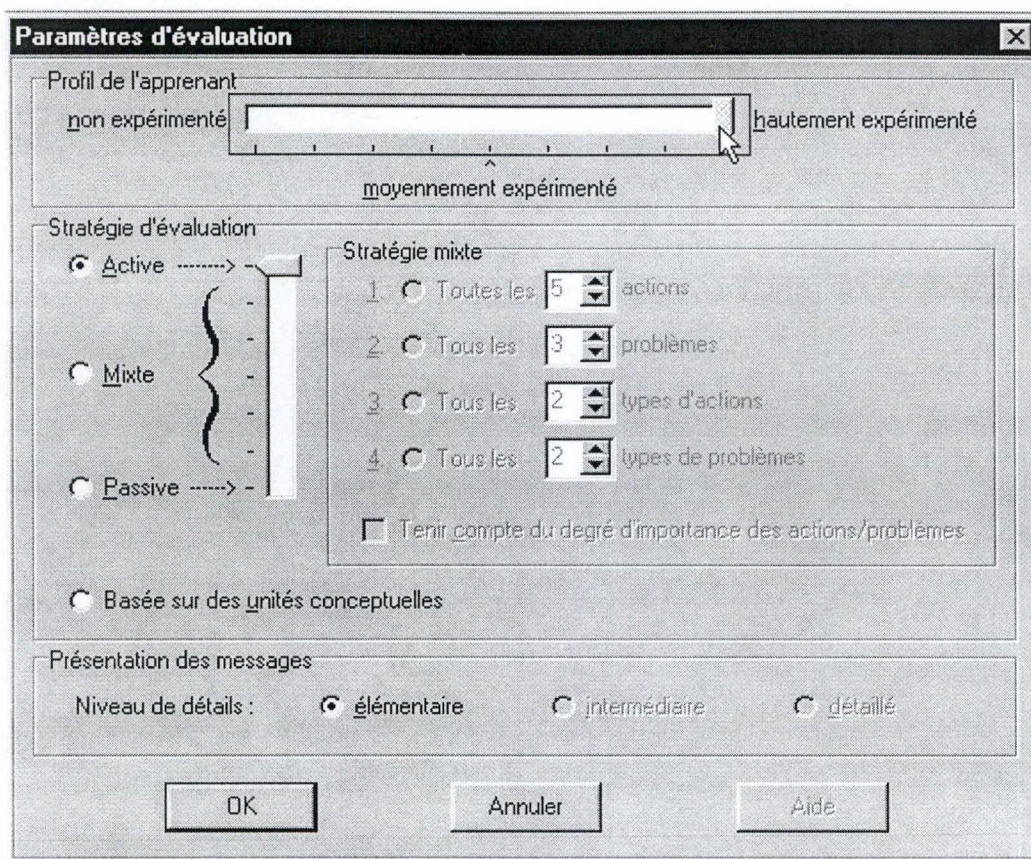 Paramètres d'évaluation
Profil de l'apprenant
non expérimenté
hautement expérimenté
moyennement expérimenté
Stratégie d'évaluation
Active
Mixte
Passive
Stratégie mixte
1. Toutes les 5 actions
2. Tous les 3 problèmes
3. Tous les 2 types d'actions
4. Tous les 2 types de problèmes
Tenir compte du degré d'importance des actions/problèmes
Basée sur des unités conceptuelles
Présentation des messages
Niveau de détails : élémentaire intermédiaire détaillé
OK Annuler Aide